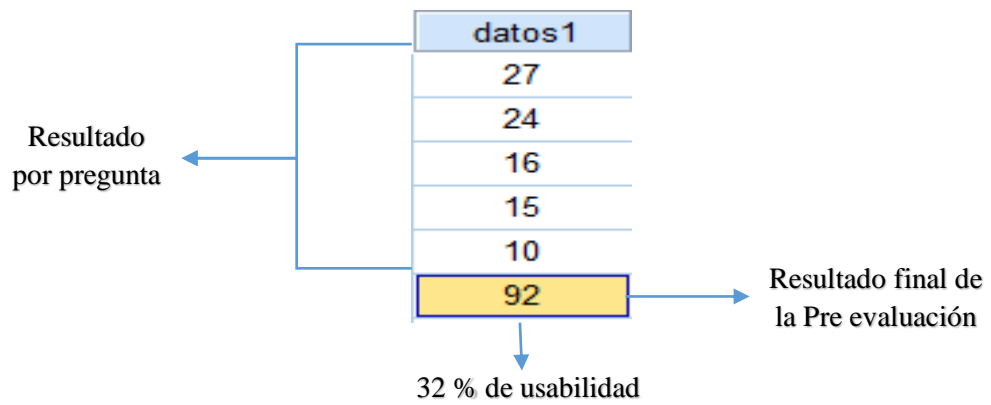 datos1
27
24
16
15
10
92
Resultado
por pregunta
Resultado final de
la Pre evaluación
32 % de usabilidad